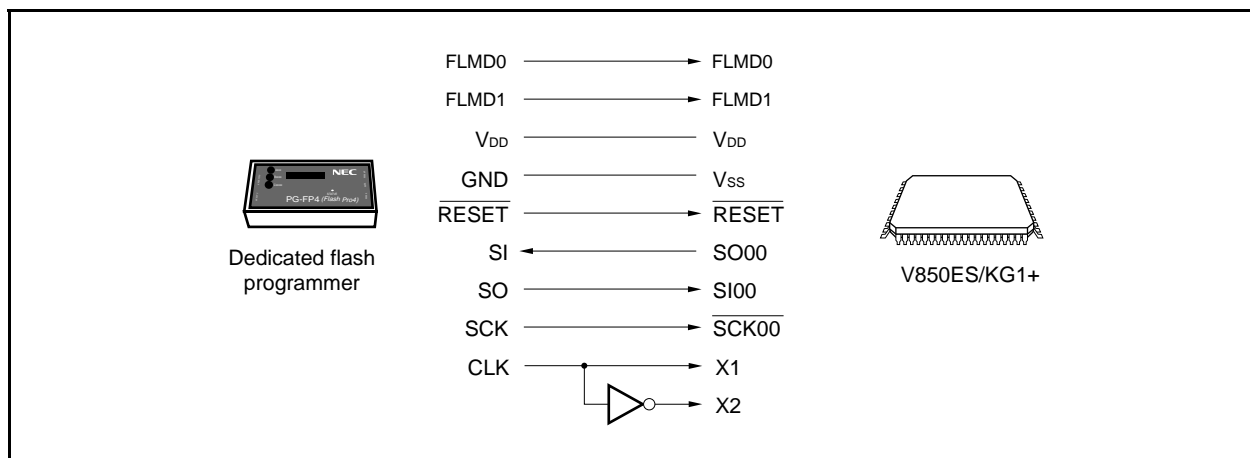 FLMD0 FLMD0
FLMD1 FLMD1
VDD VDD
GND VSS
RESET RESET
SI SO00
SO SI00
SCK SCK00
CLK X1
X2
NEC
PG-FP4 (Flash Pro4)
Dedicated flash
programmer
V850ES/KG1+